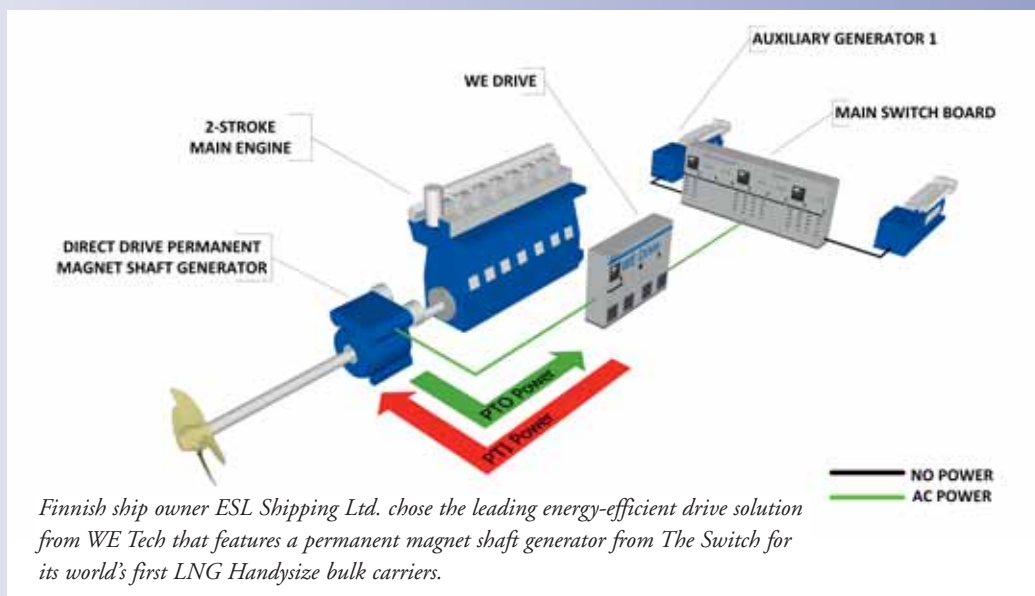 AUXILIARY GENERATOR 1
WE DRIVE
MAIN SWITCH BOARD
2-STROKE
MAIN ENGINE
DIRECT DRIVE PERMANENT
MAGNET SHAFT GENERATOR
WE Drive
PTO Power
PTI Power
NO POWER
AC POWER
Finnish ship owner ESL Shipping Ltd. chose the leading energy-efficient drive solution
from WE Tech that features a permanent magnet shaft generator from The Switch for
its world's first LNG Handysize bulk carriers.